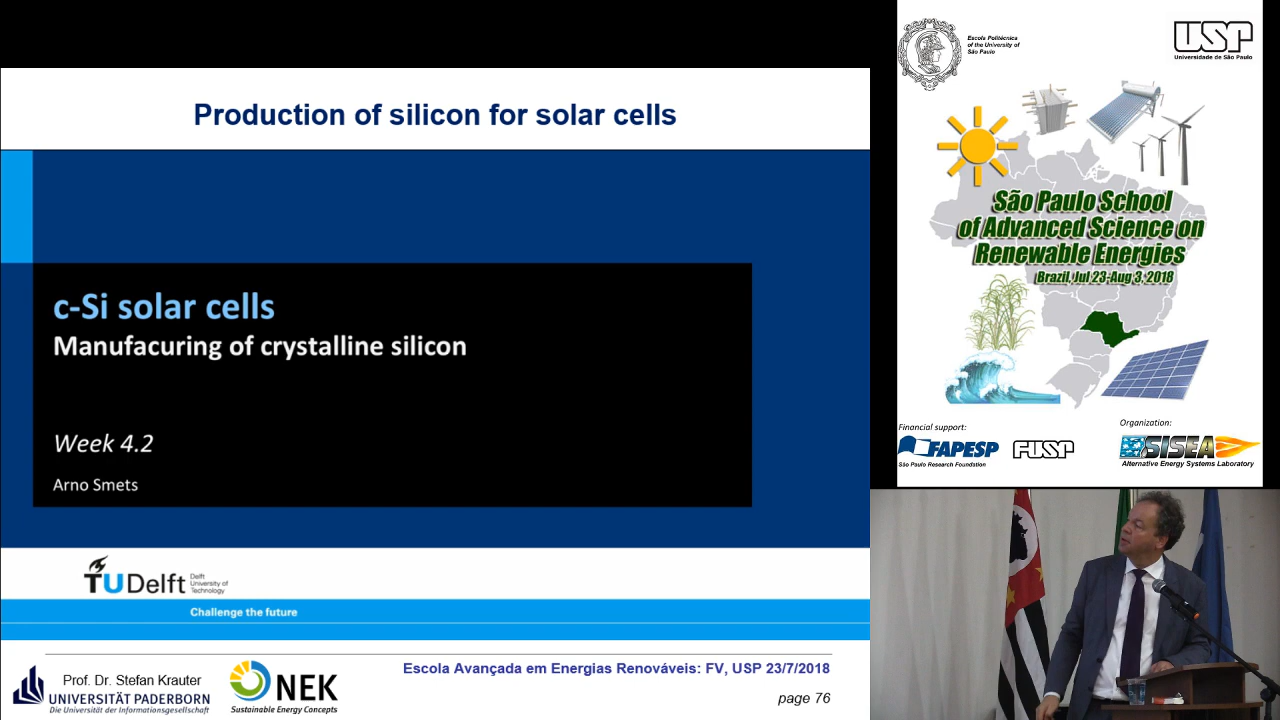 Production of silicon for solar cells
c-Si solar cells
Manufacuring of crystalline silicon
Week 4.2
Arno Smets
TUDelft
Delft
University of
Technology
Challenge the future
Prof. Dr. Stefan Krauter
UNIVERSITÄT PADERBORN
Die Universität der Informationsgesellschaft
NEK
Sustainable Energy Concepts
Escola Avançada em Energias Renováveis: FV, USP 23/7/2018
page 76
Escola Politécnica
of the University of
São Paulo
USP
Universidade de São Paulo
São Paulo School
of Advanced Science on
Renewable Energies
Brazil, Jul 23-Aug 3, 2018
Financial support:
FAPESP
São Paulo Research Foundation
FUSP
Organization:
SISEA
Alternative Energy Systems Laboratory